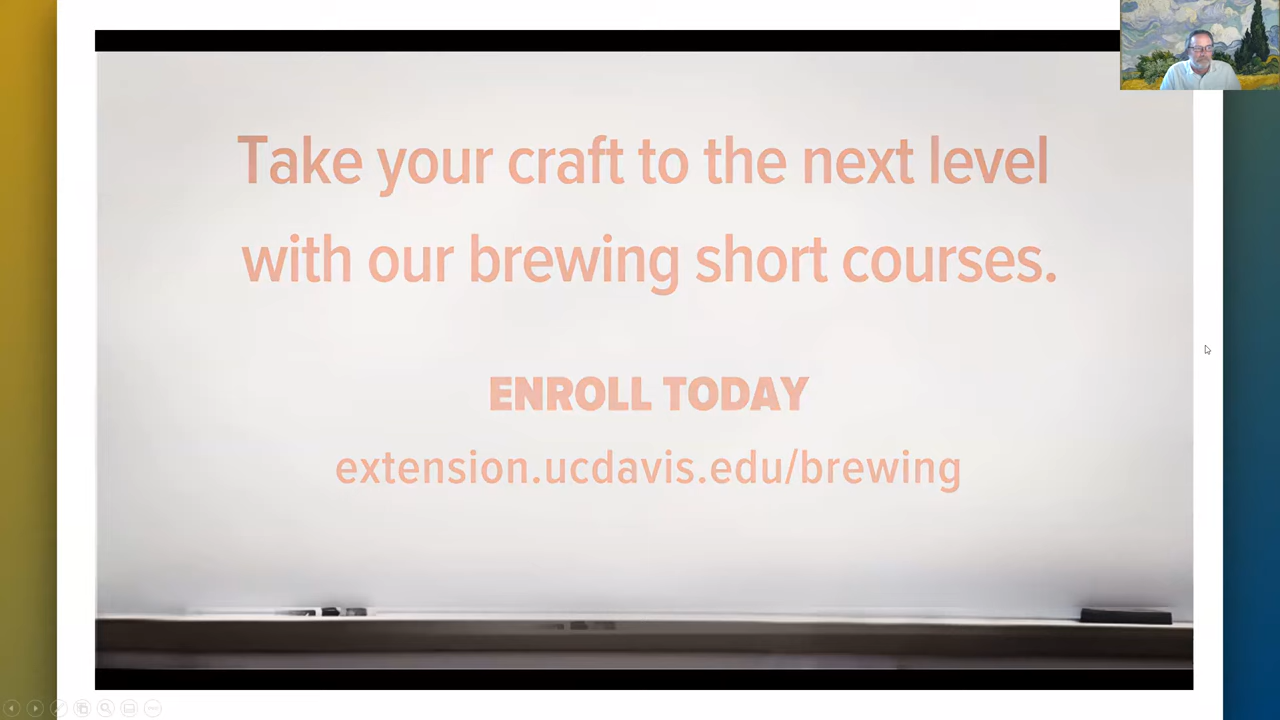 Take your craft to the next level
with our brewing short courses.
ENROLL TODAY
extension.ucdavis.edu/brewing